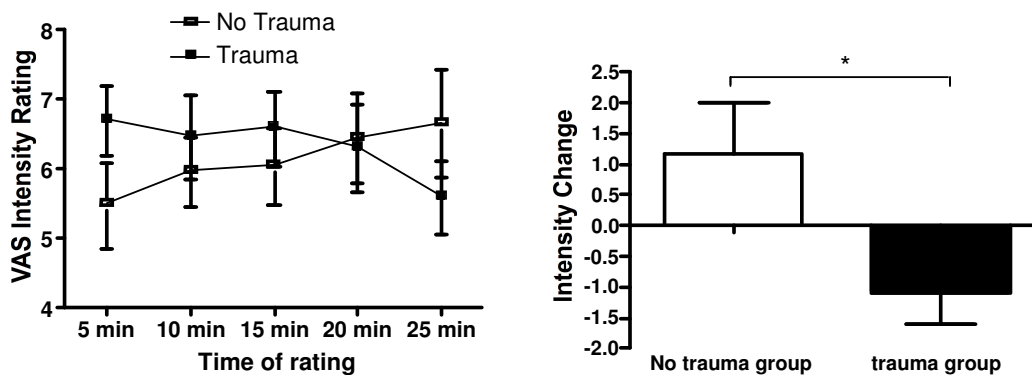 No Trauma
Trauma
VAS Intensity Rating
8
7
6
5
4
5 min 10 min 15 min 20 min 25 min
Time of rating
*
Intensity Change
2.5
2.0
1.5
1.0
0.5
0.0
-0.5
-1.0
-1.5
-2.0
No trauma group trauma group